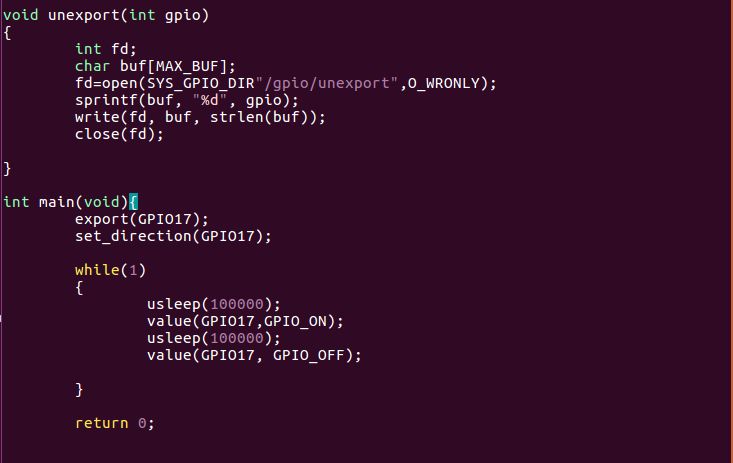 void unexport(int gpio)
{
        int fd;
        char buf[MAX_BUF];
        fd=open(SYS_GPIO_DIR"/gpio/unexport",O_WRONLY);
        sprintf(buf, "%d", gpio);
        write(fd, buf, strlen(buf));
        close(fd);

}

int main(void){
        export(GPIO17);
        set_direction(GPIO17);

        while(1)
        {
                usleep(100000);
                value(GPIO17,GPIO_ON);
                usleep(100000);
                value(GPIO17, GPIO_OFF);

        }

        return 0;